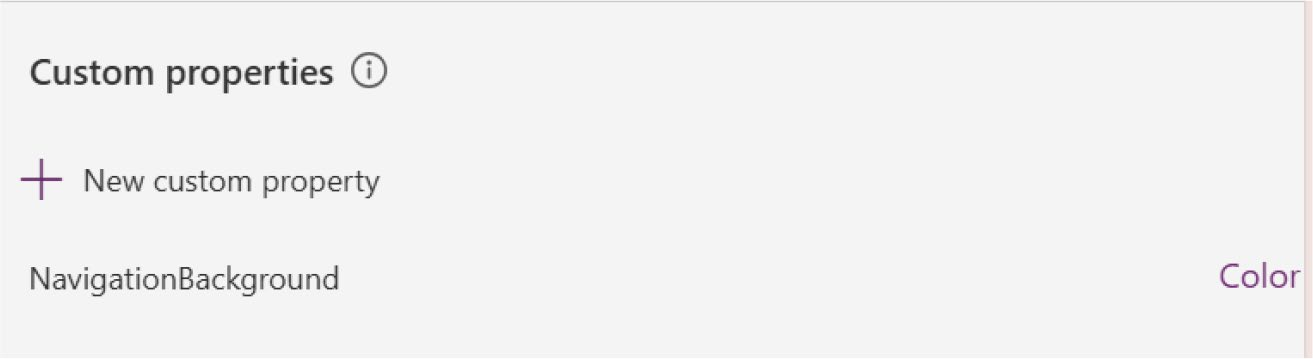 Custom properties
New custom property
NavigationBackground Color